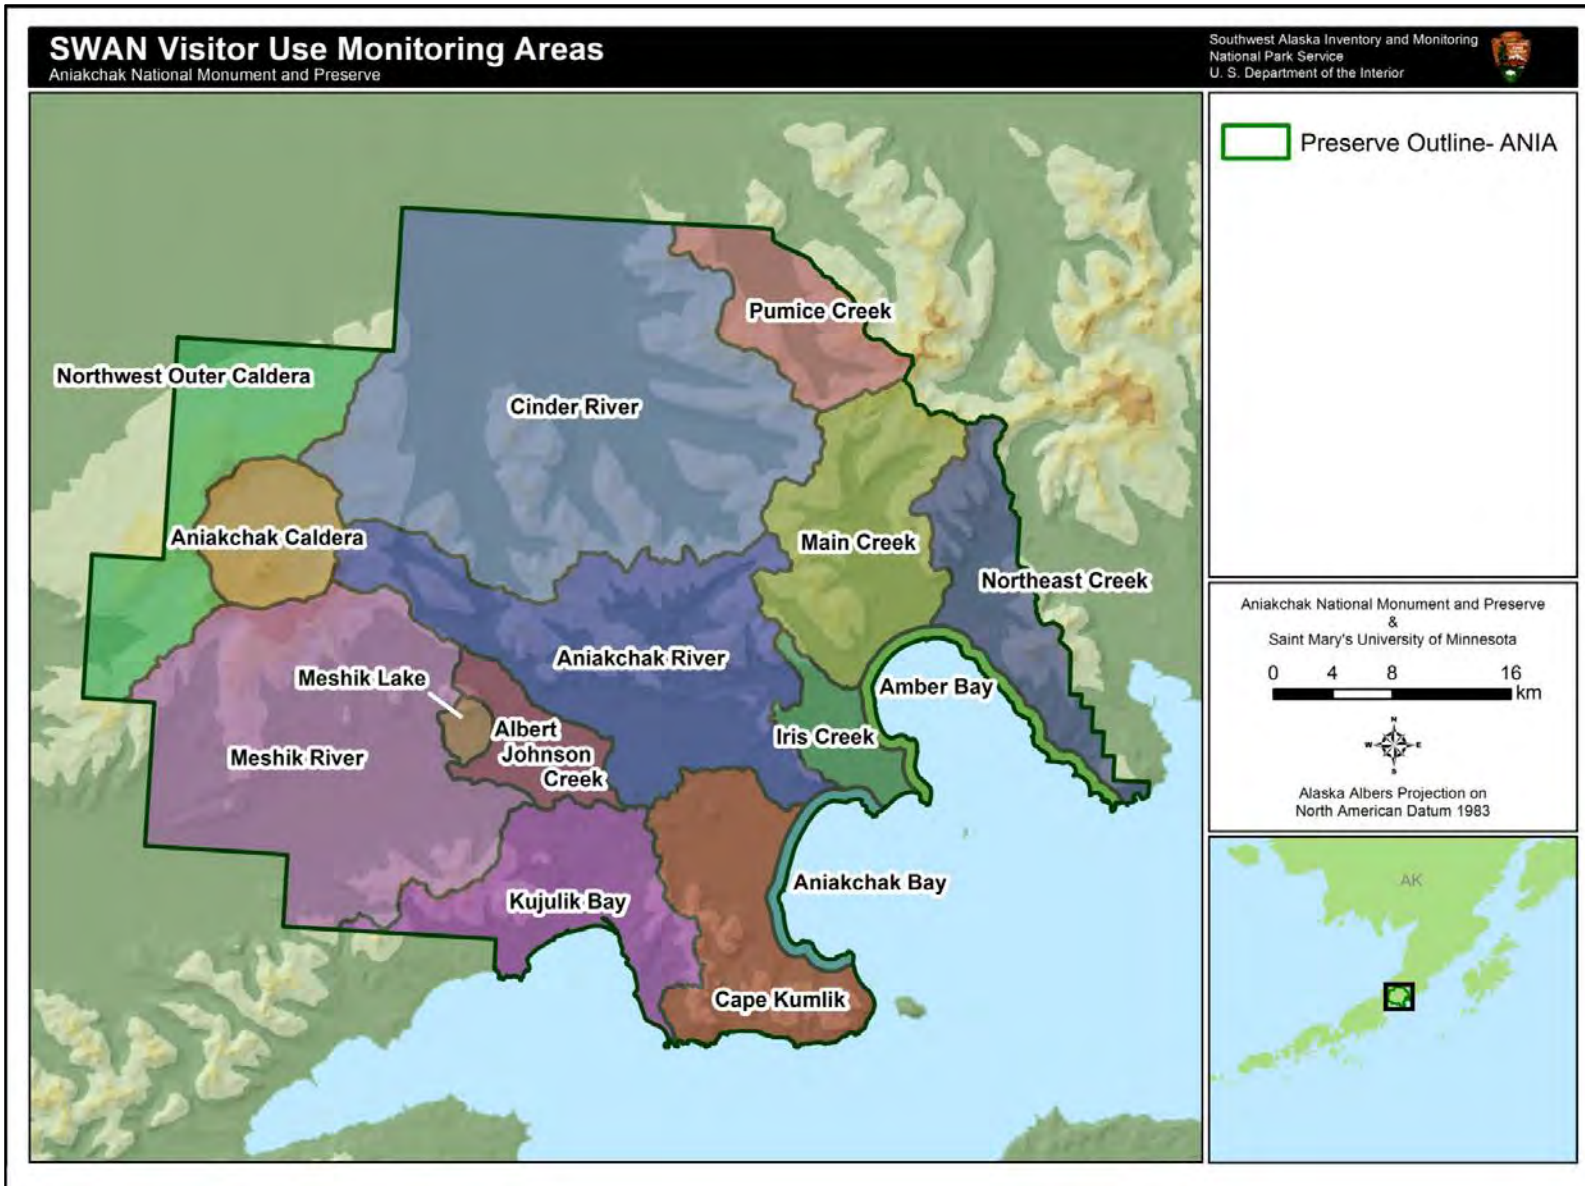 SWAN Visitor Use Monitoring Areas
Aniakchak National Monument and Preserve
Southwest Alaska Inventory and Monitoring
National Park Service
U. S. Department of the Interior
Preserve Outline- ANIA
Pumice Creek
Northwest Outer Caldera
Cinder River
Aniakchak Caldera
Main Creek
Northeast Creek
Aniakchak River
Meshik Lake
Amber Bay
Albert
Johnson
Creek
Iris Creek
Meshik River
Aniakchak Bay
Kujulik Bay
Cape Kumlik
Aniakchak National Monument and Preserve
&
Saint Mary's University of Minnesota
0 4 8 16
km
N
W E
S
Alaska Albers Projection on
North American Datum 1983
AK